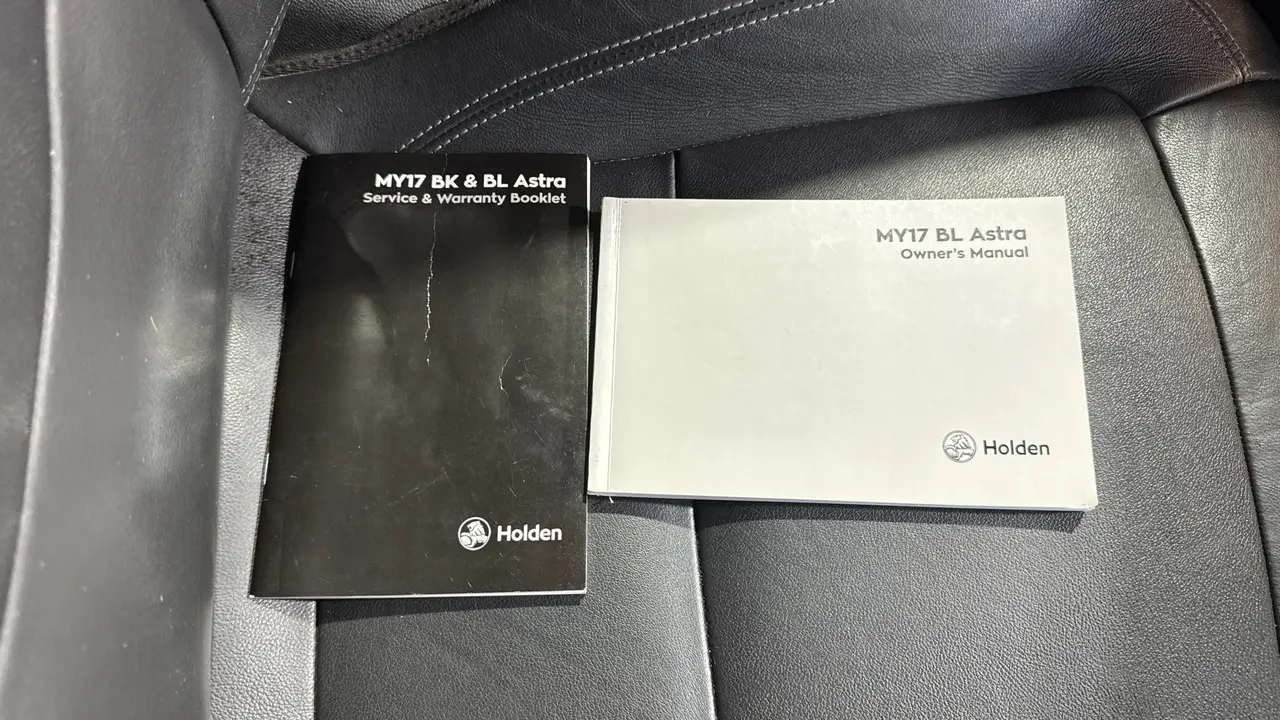 MY17 BK & BL Astra
Service & Warranty Booklet
Holden
MY17 BL Astra
Owner's Manual
Holden